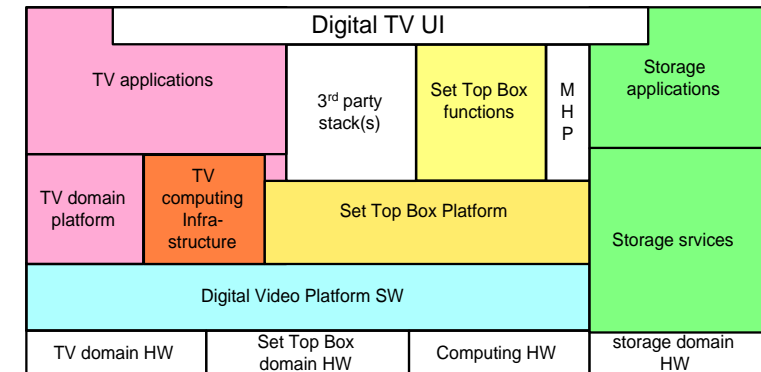 Digital TV UI
TV applications
3rd party
stack(s)
Set Top Box
functions
M
H
P
Storage
applications
TV domain
platform
TV
computing
Infra-
structure
Set Top Box Platform
Storage srvices
Digital Video Platform SW
TV domain HW
Set Top Box
domain HW
Computing HW
storage domain
HW